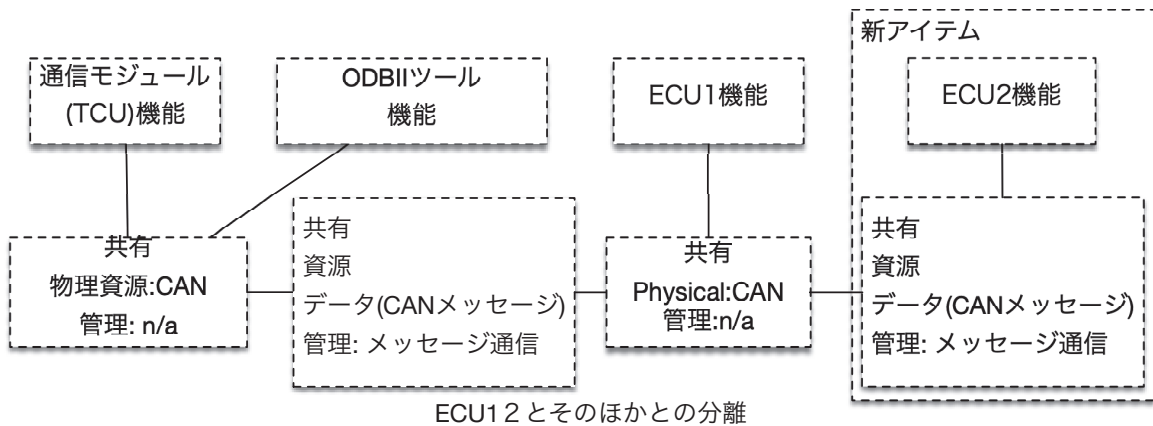 新アイテム
通信モジュール
(TCU)機能
ODBIIツール
機能
ECU1機能
ECU2機能
共有
物理資源:CAN
管理: n/a
共有
資源
データ(CANメッセージ)
管理: メッセージ通信
共有
Physical:CAN
管理:n/a
共有
資源
データ(CANメッセージ)
管理: メッセージ通信
ECU1２とそのほかとの分離